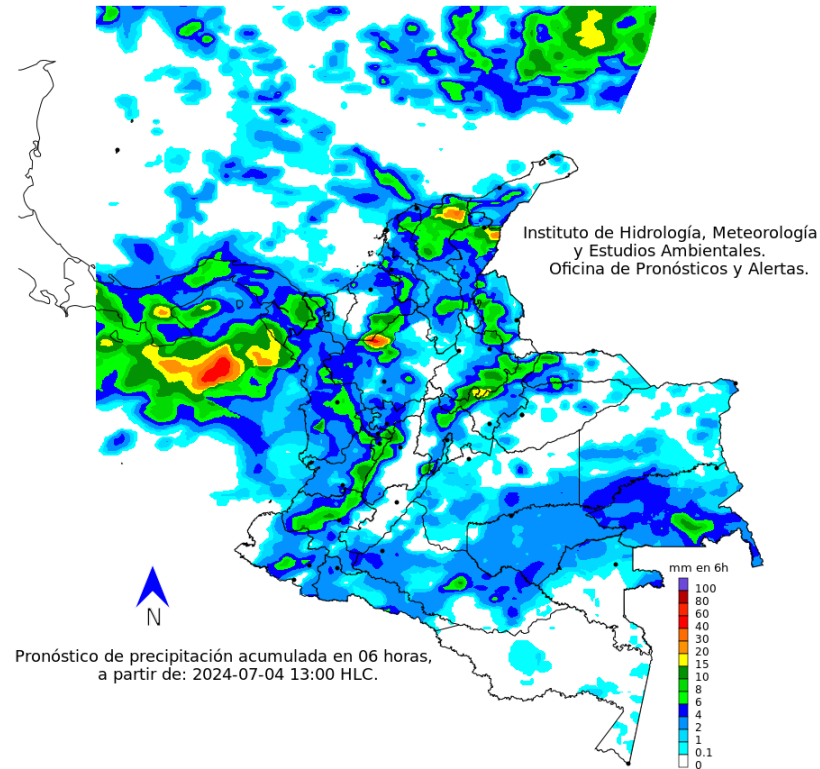 Instituto de Hidrología, Meteorología
y Estudios Ambientales.
Oficina de Pronósticos y Alertas.
mm en 6h
100
80
60
40
30
20
15
10
8
6
4
2
1
0.1
0
N
Pronóstico de precipitación acumulada en 06 horas,
a partir de: 2024-07-04 13:00 HLC.